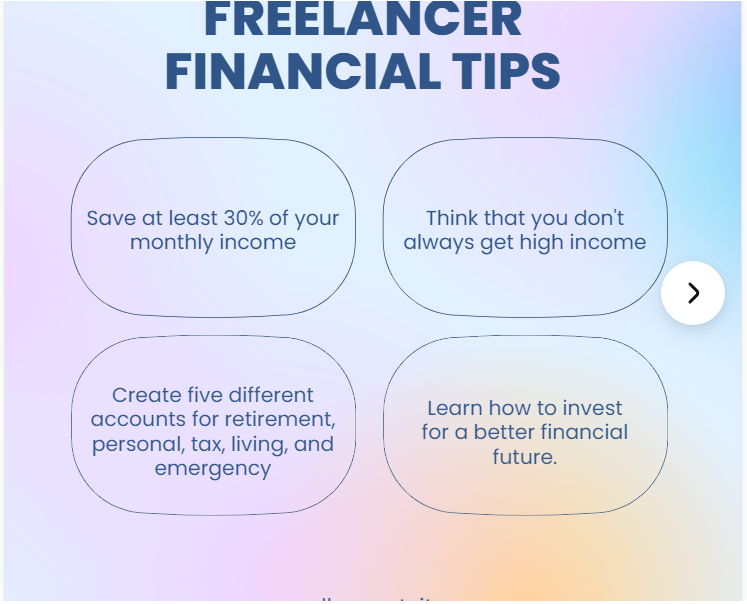 FREELANCER
FINANCIAL TIPS
Save at least 30% of your
monthly income
Think that you don't
always get high income
Create five different
accounts for retirement,
personal, tax, living, and
emergency
Learn how to invest
for a better financial
future.